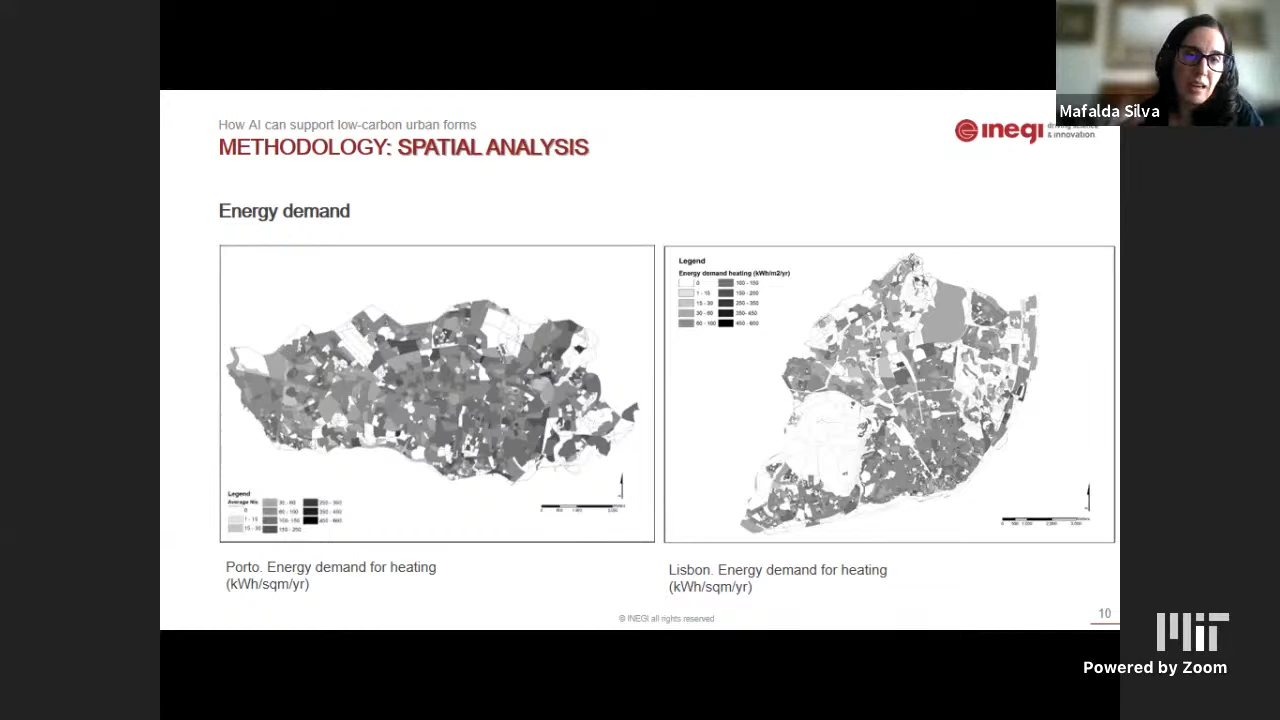 Mafalda Silva
How AI can support low-carbon urban forms
METHODOLOGY: SPATIAL ANALYSIS
inegi
& innovation
Energy demand
Legend
0
1 - 15
15 - 30
30 - 60
60 - 100
100 - 150
150 - 250
250 - 350
350 - 450
450 - 600
Legend
Energy demand heating (kWh/m2/yr)
0
1 - 15
15 - 30
30 - 60
60 - 100
100 - 150
150 - 250
250 - 350
350- 450
450 - 600
Porto. Energy demand for heating
(kWh/sqm/yr)
Lisbon. Energy demand for heating
(kWh/sqm/yr)
© INEGI all rights reserved
10
MIT
Powered by Zoom